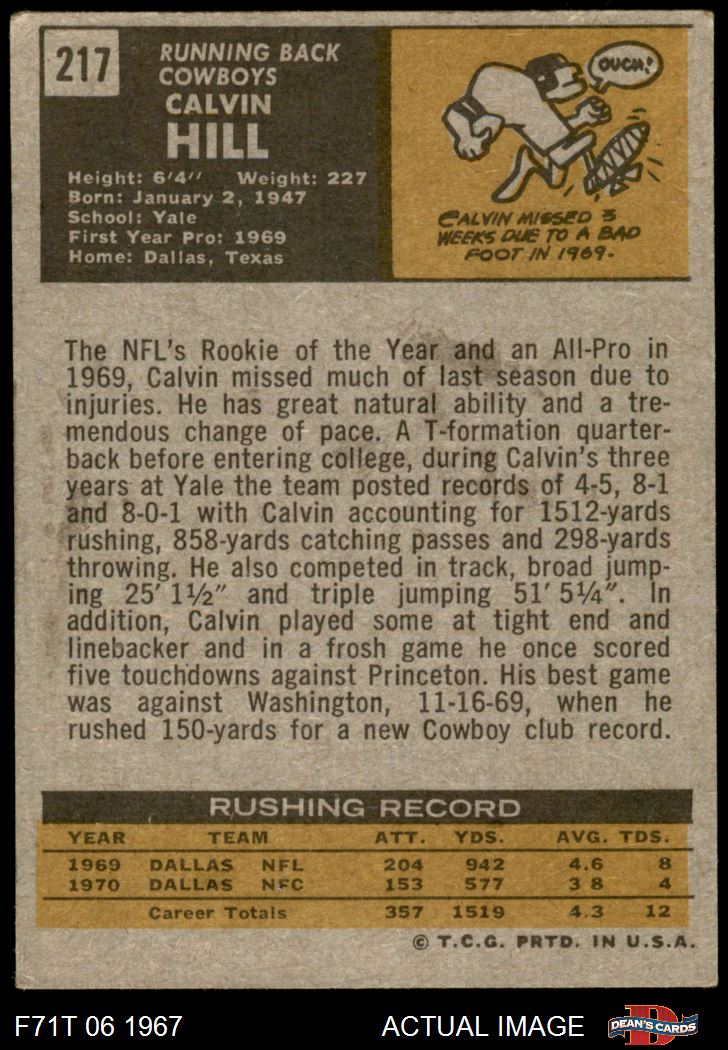 217
RUNNING BACK
COWBOYS
CALVIN
HILL
Height: 6'4" Weight: 227
Born: January 2, 1947
School: Yale
First Year Pro: 1969
Home: Dallas, Texas
OUCH!
CALVIN MISSED 3
WEEKS DUE TO A BAD
FOOT IN 1969.
The NFL's Rookie of the Year and an All-Pro in
1969, Calvin missed much of last season due to
injuries. He has great natural ability and a tre-
mendous change of pace. A T-formation quarter-
back before entering college, during Calvin's three
years at Yale the team posted records of 4-5, 8-1
and 8-0-1 with Calvin accounting for 1512-yards
rushing, 858-yards catching passes and 298-yards
throwing. He also competed in track, broad jump-
ing 25' 1½" and triple jumping 51' 5¼". In
addition, Calvin played some at tight end and
linebacker and in a frosh game he once scored
five touchdowns against Princeton. His best game
was against Washington, 11-16-69, when he
rushed 150-yards for a new Cowboy club record.
RUSHING RECORD
YEAR TEAM ATT. YDS. AVG. TDS.
1969 DALLAS NFL 204 942 4.6 8
1970 DALLAS NFC 153 577 3 8 4
Career Totals 357 1519 4.3 12
© T.C.G. PRTD. IN U.S.A.
F71T 06 1967 ACTUAL IMAGE DEAN'S CARDS